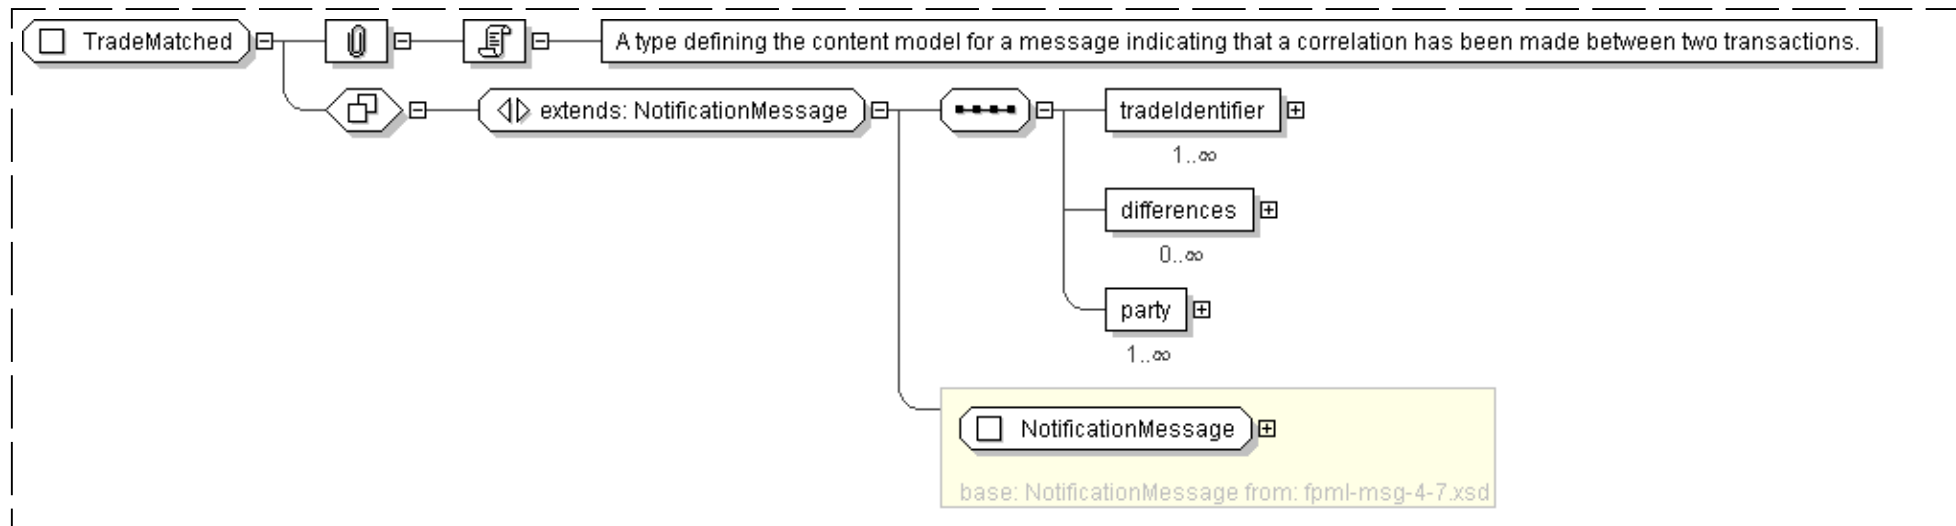 TradeMatched
A type defining the content model for a message indicating that a correlation has been made between two transactions.
extends: NotificationMessage
tradeIdentifier
1..∞
differences
0..∞
party
1..∞
NotificationMessage
base: NotificationMessage from: fpml-msg-4-7.xsd